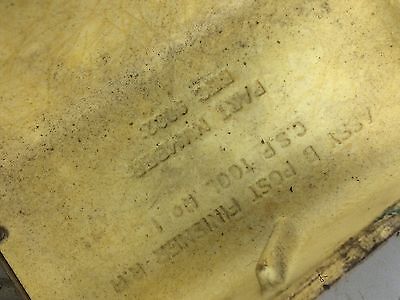 ASSY B POST FINISHER R.H
C.S.P. TOOL No 1
PART NUMBER